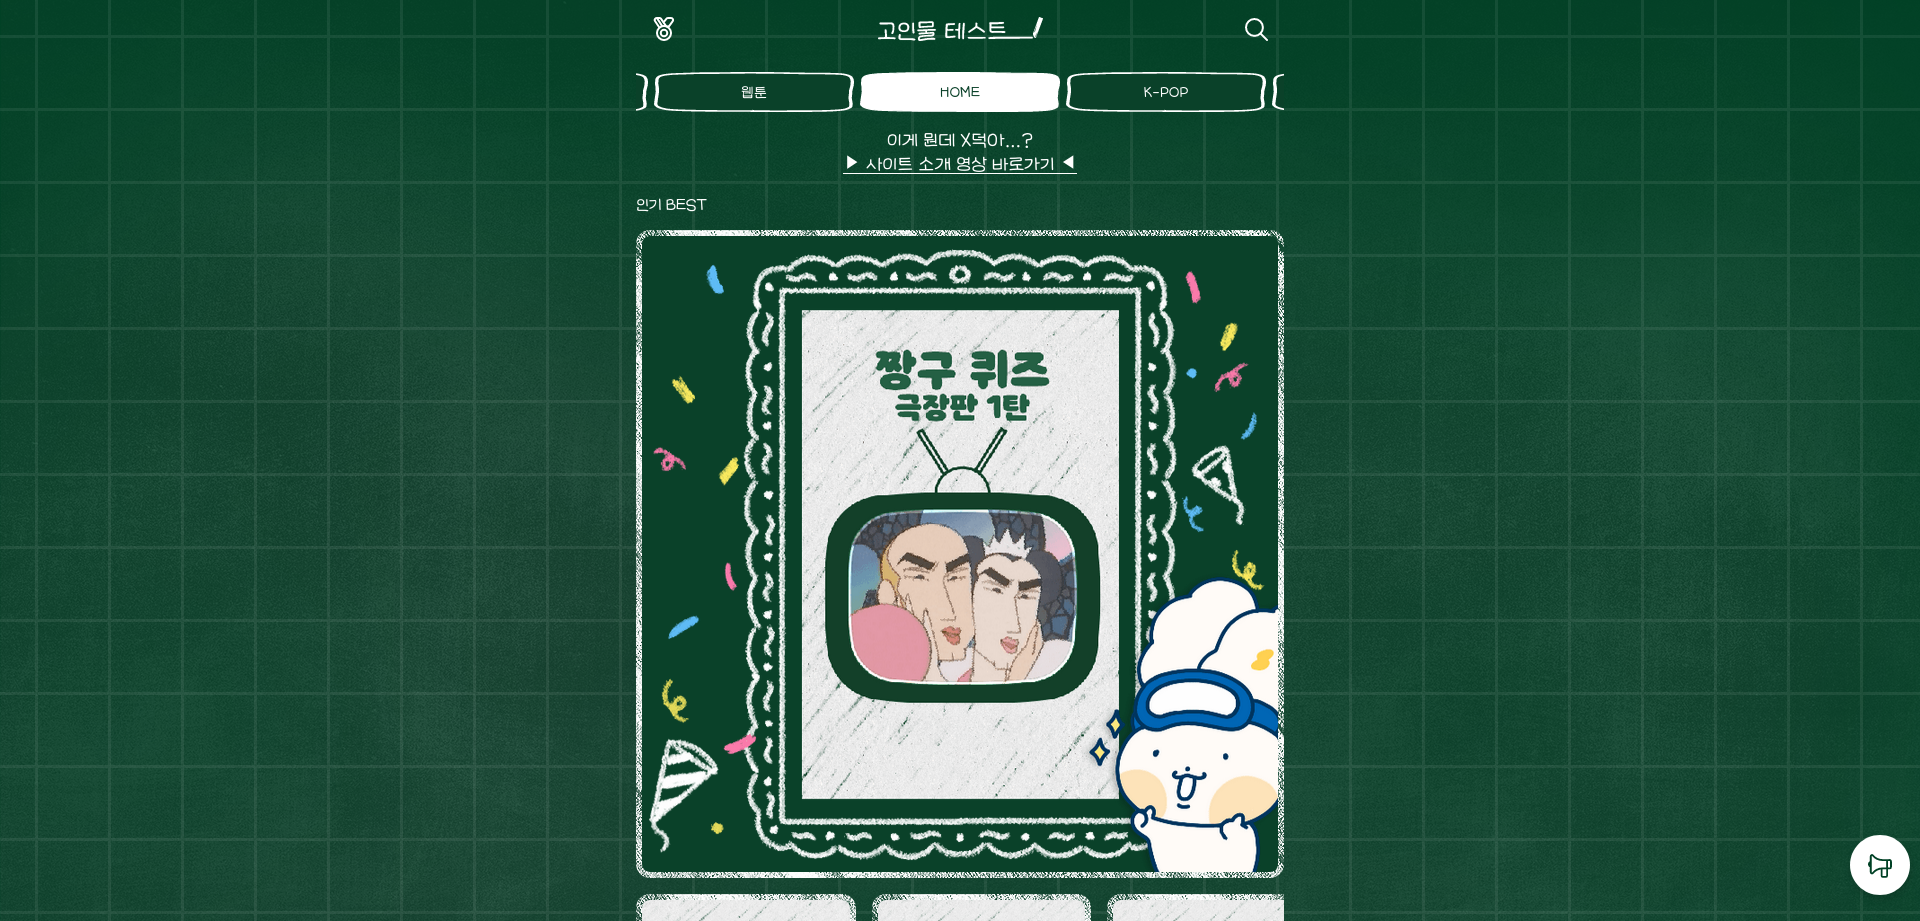 고인물 테스트
웹툰
HOME
K-POP
이게 뭔데 X덕아...?
▶ 사이트 소개 영상 바로가기 ◀
인기 BEST
짱구 퀴즈
극장판 1탄